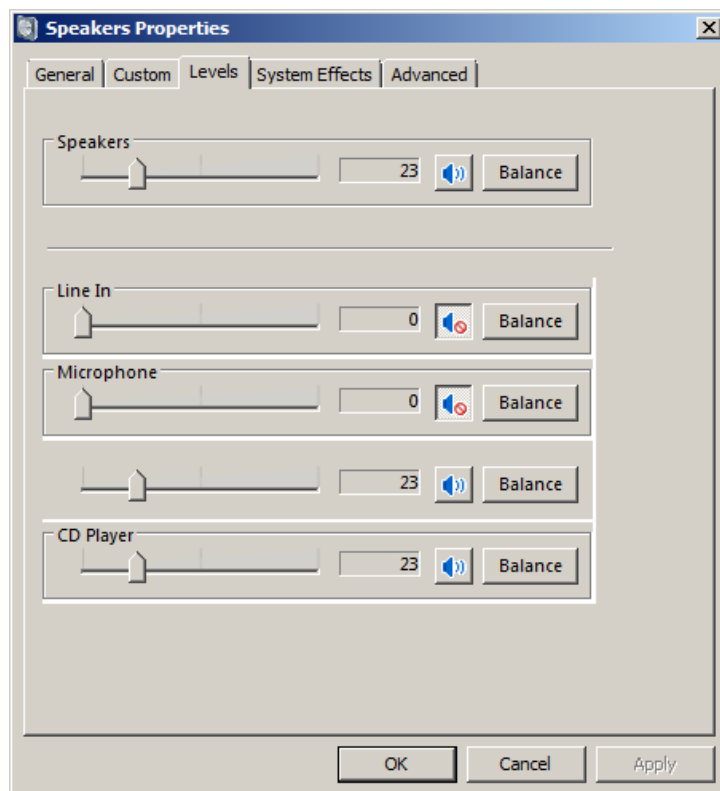 Speakers Properties
General Custom Levels System Effects Advanced
Speakers
23 Balance
Line In
0 Balance
Microphone
0 Balance
23 Balance
CD Player
23 Balance
OK Cancel Apply